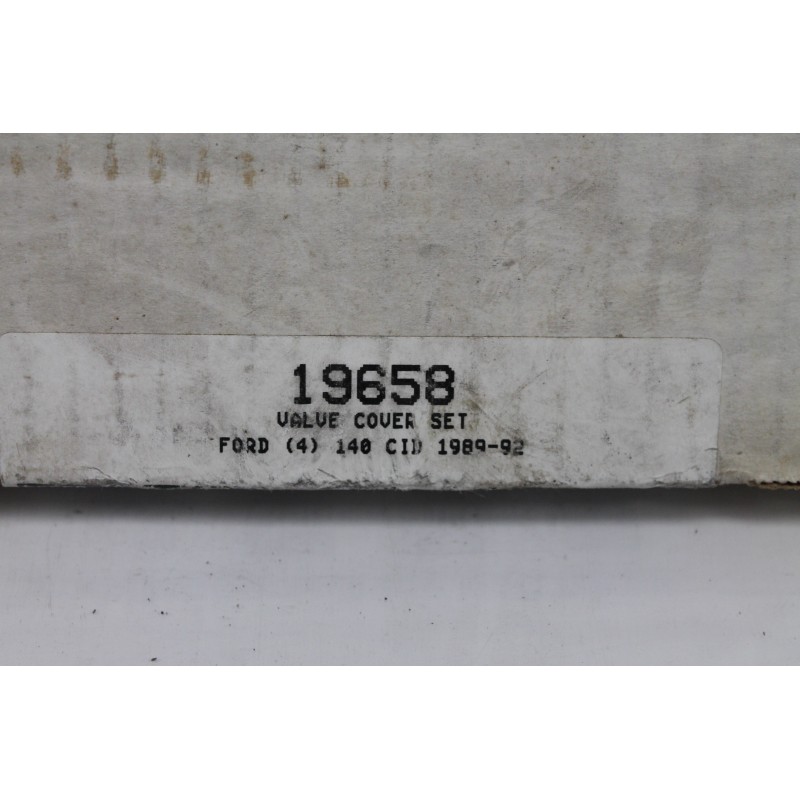 19658
VALVE COVER SET
FORD (4) 140 CID 1989-92